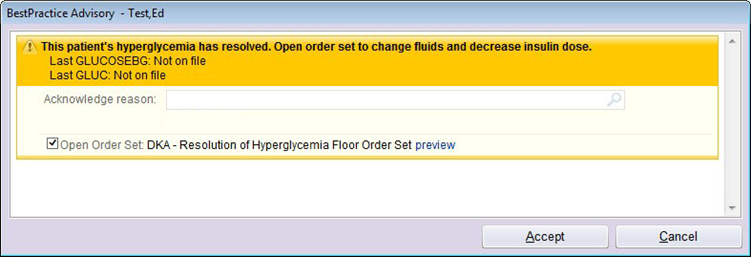 BestPractice Advisory - Test,Ed
This patient's hyperglycemia has resolved. Open order set to change fluids and decrease insulin dose.
Last GLUCOSEBG: Not on file
Last GLUC: Not on file
Acknowledge reason:
Open Order Set: DKA - Resolution of Hyperglycemia Floor Order Set preview
Accept Cancel